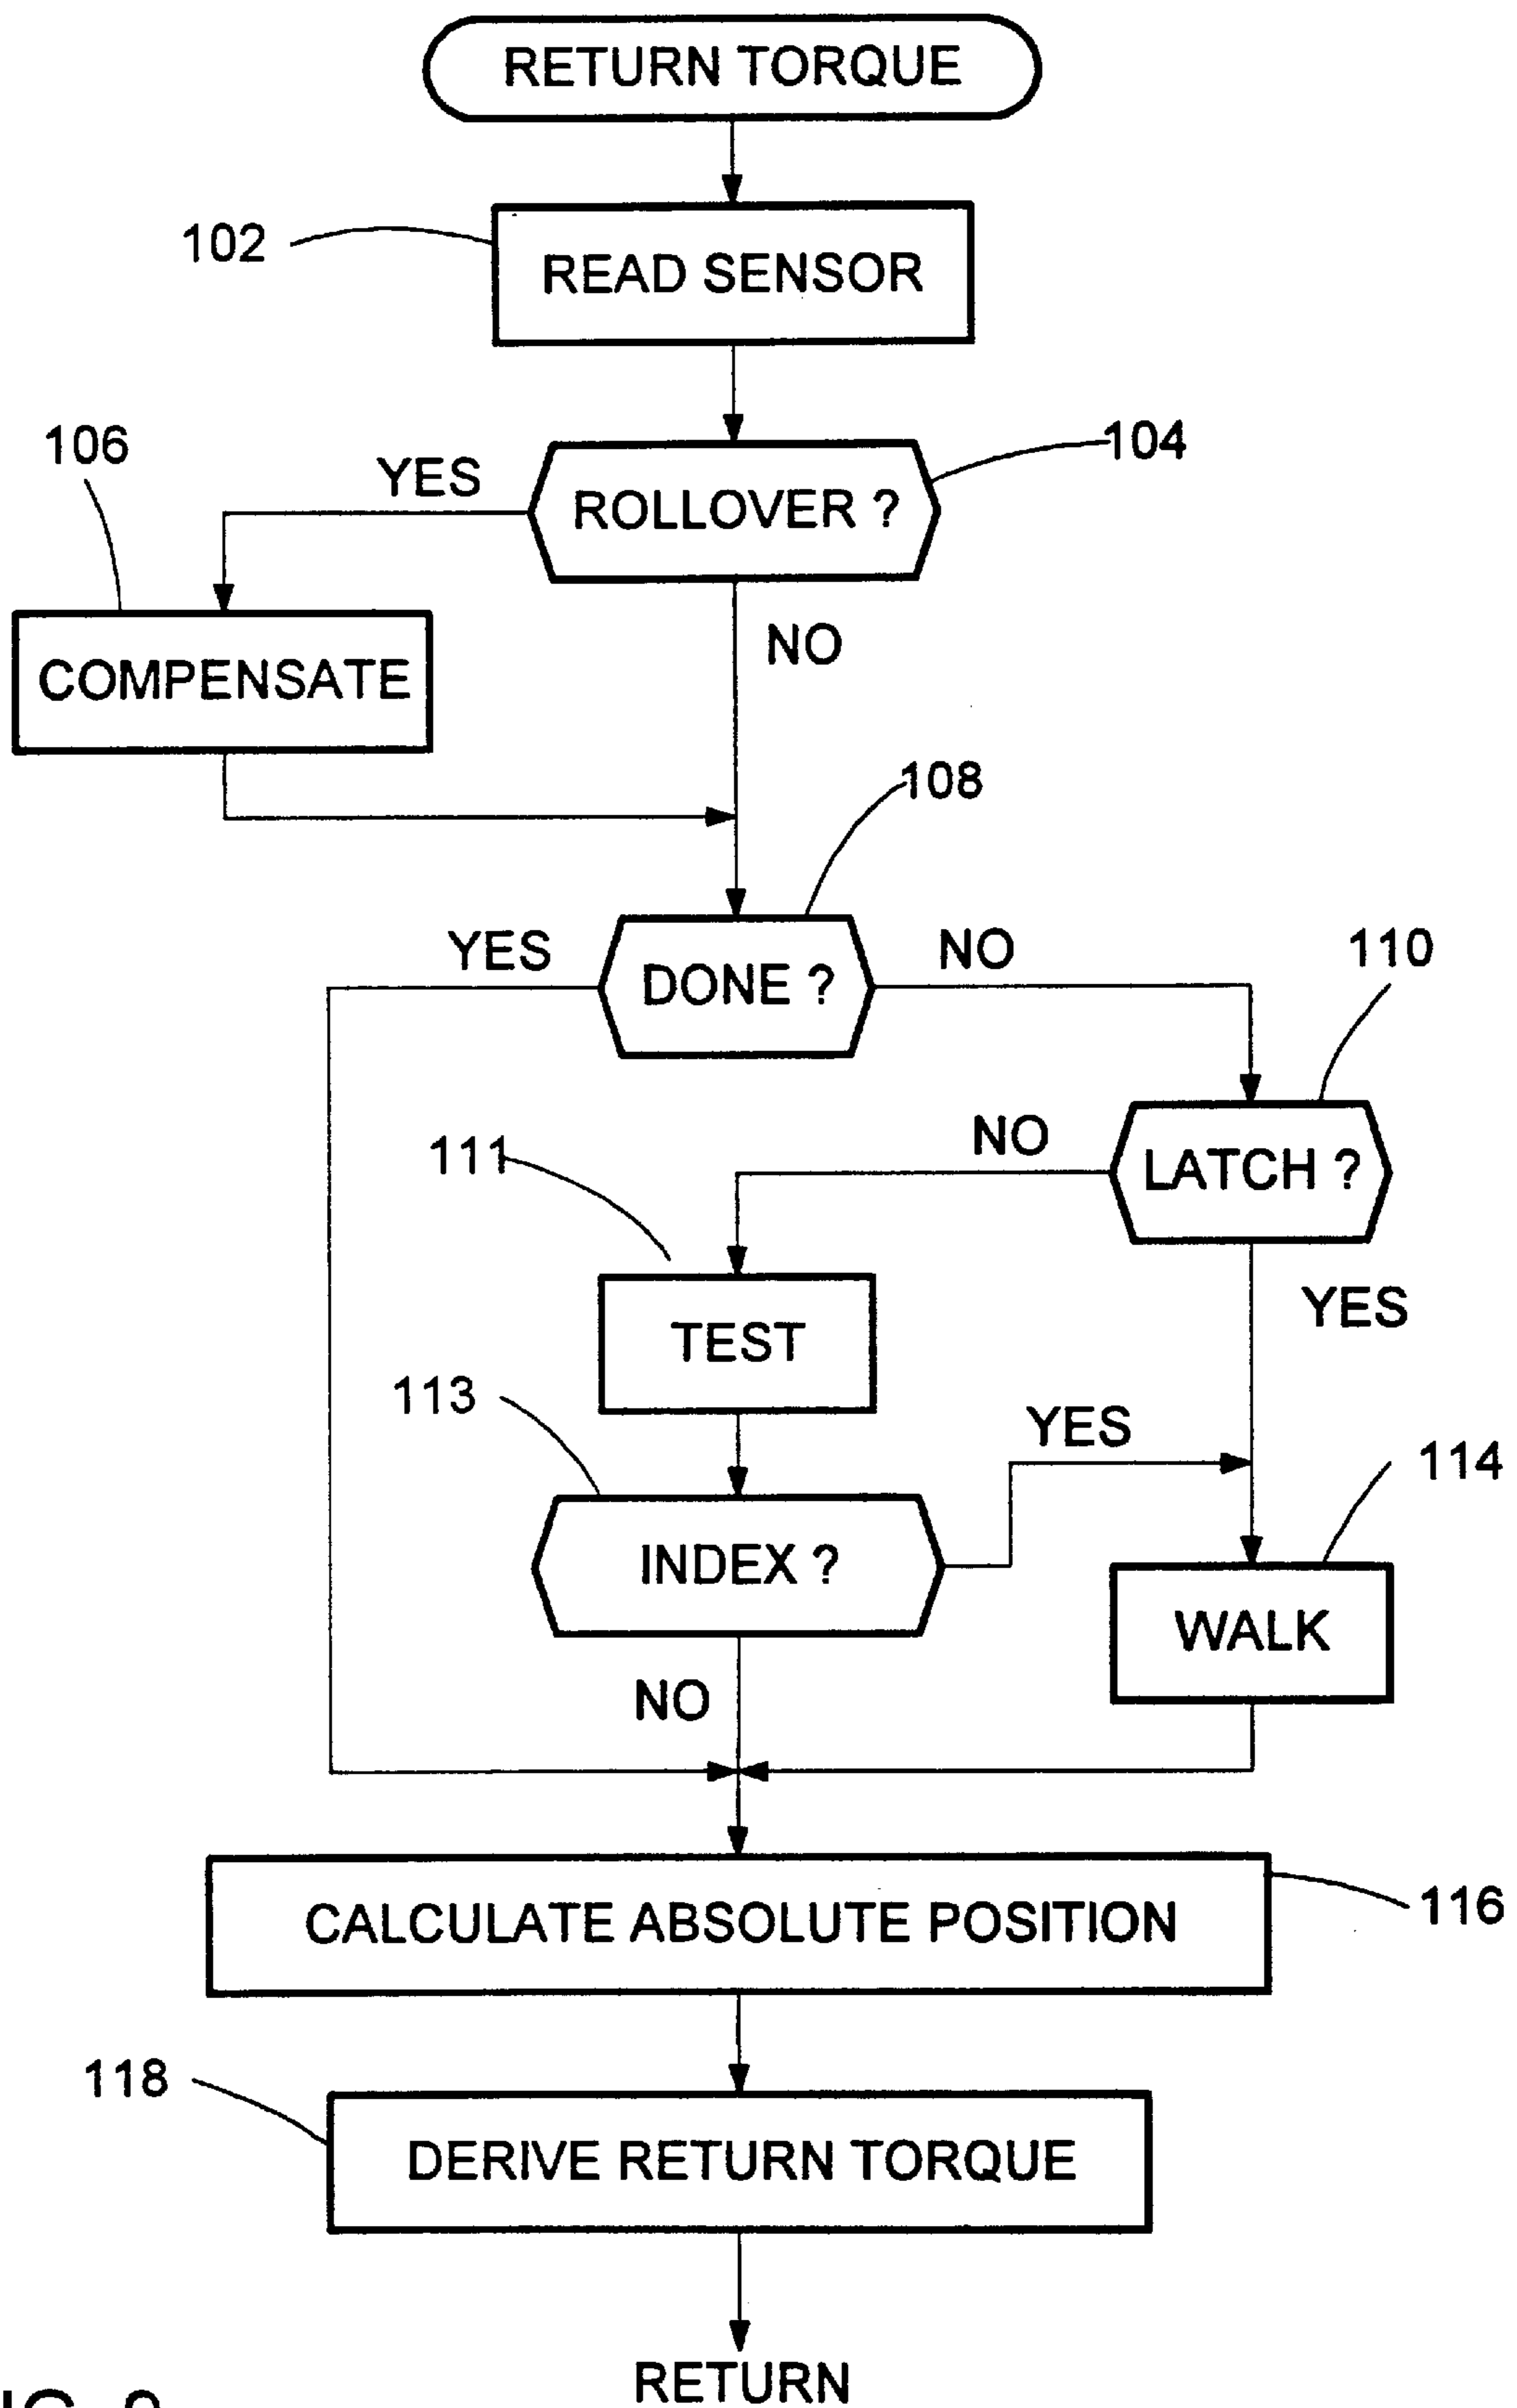 RETURN TORQUE
102
READ SENSOR
106
YES
104
ROLLOVER ?
COMPENSATE
NO
108
YES
DONE ?
NO
110
111
NO
LATCH ?
TEST
YES
113
YES
114
INDEX ?
WALK
NO
CALCULATE ABSOLUTE POSITION
116
118
DERIVE RETURN TORQUE
RETURN